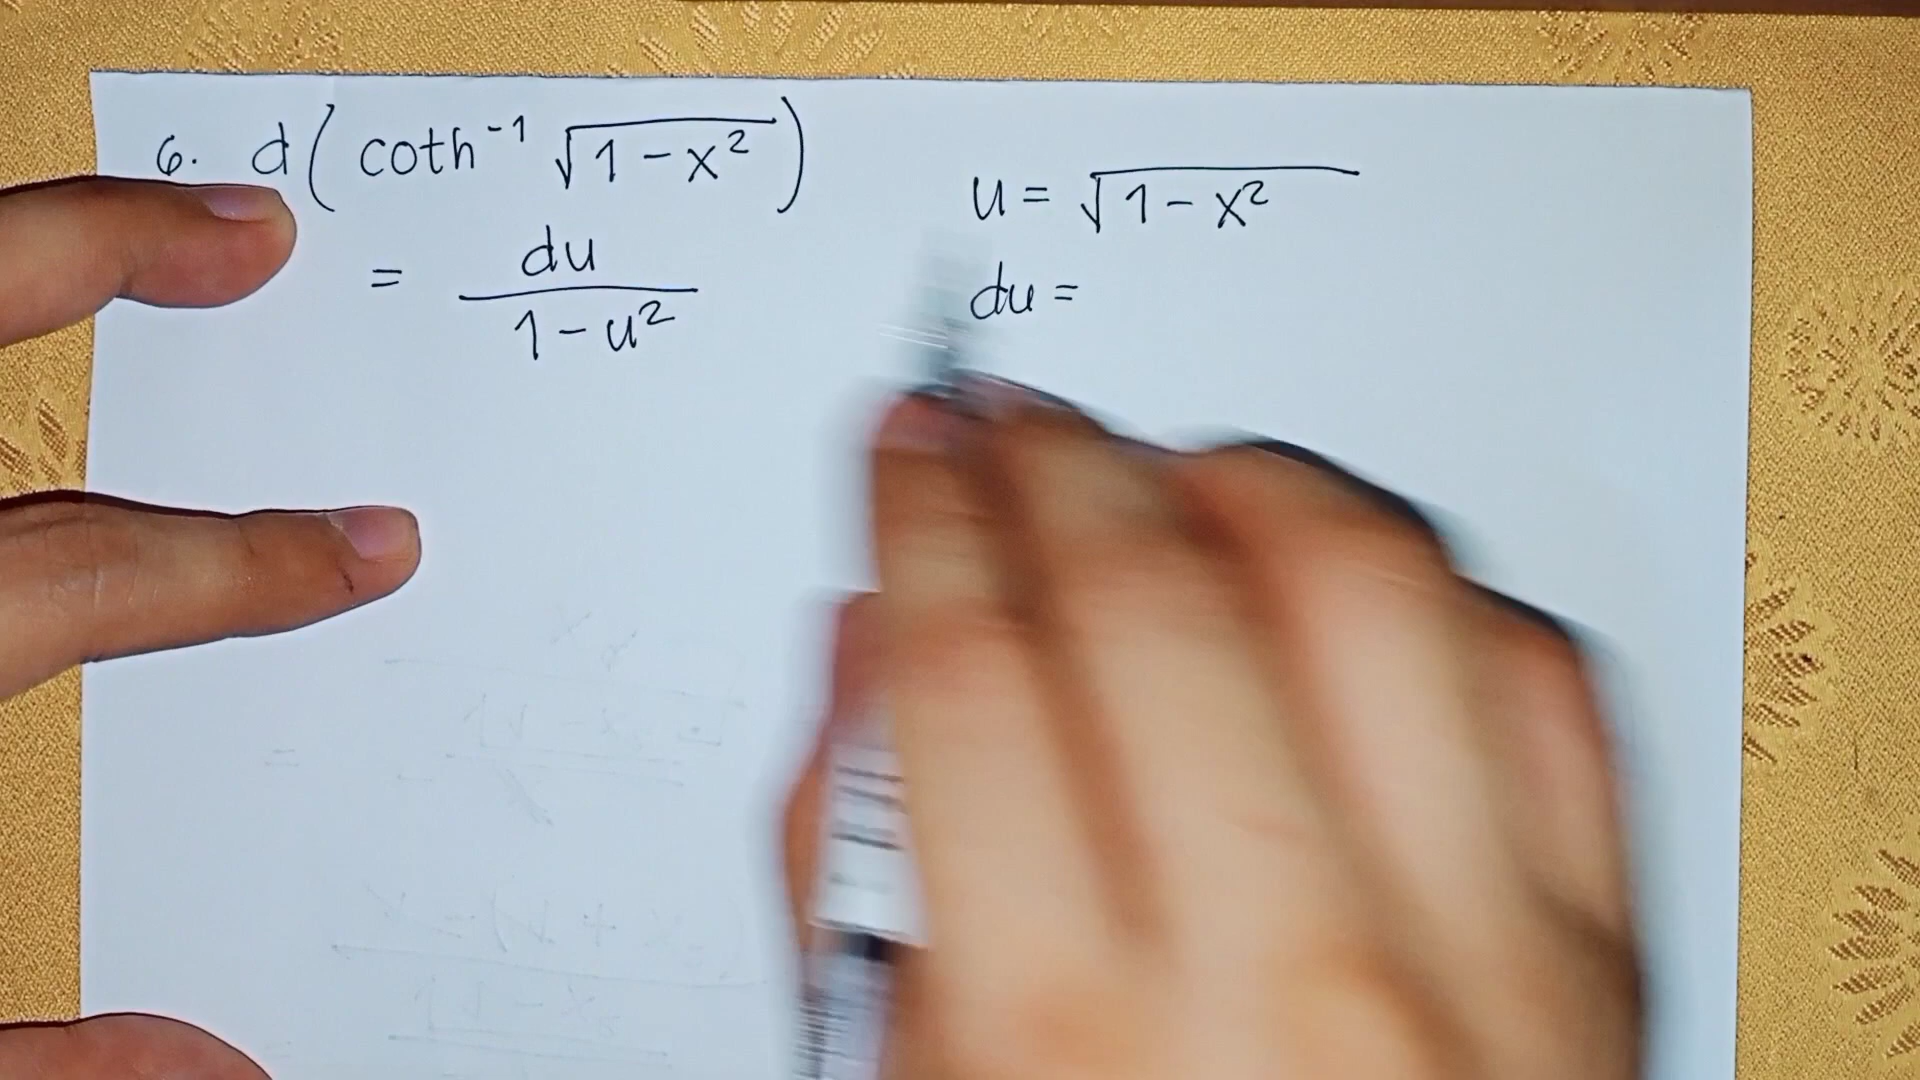 6. d(coth⁻¹ √(1-x²))
= du/(1-u²)
u = √(1-x²)
du =